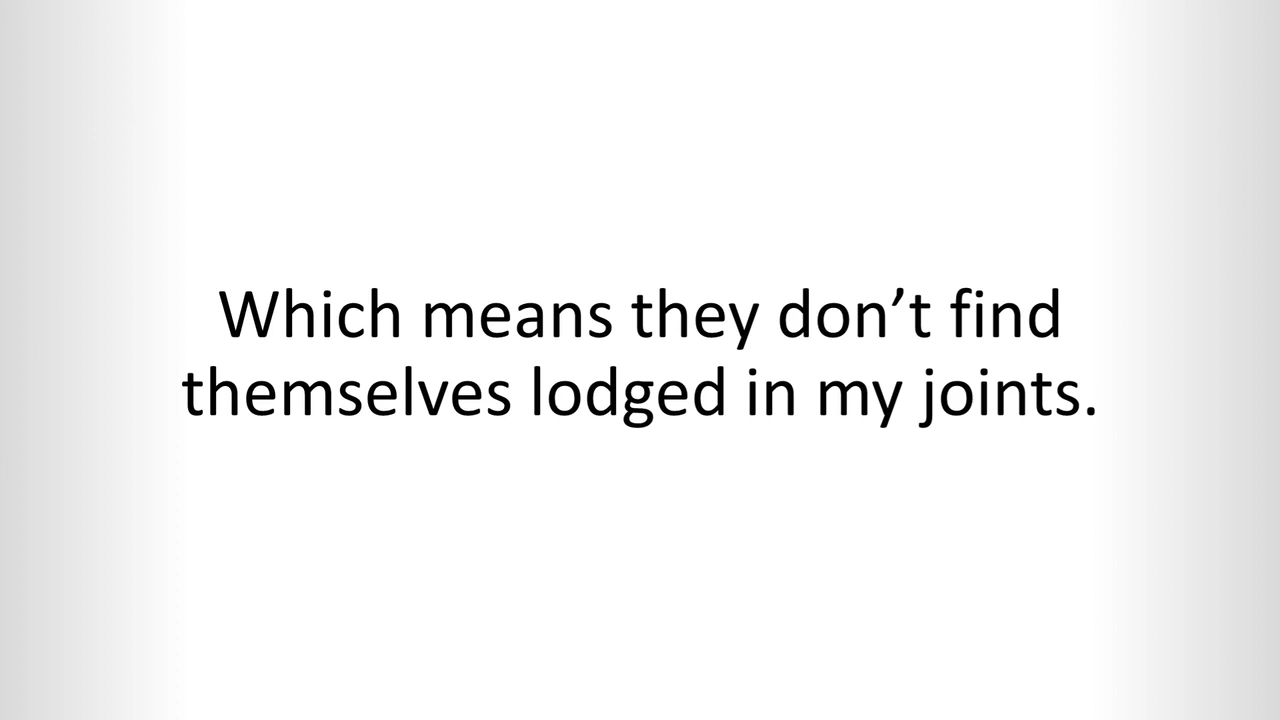 Which means they don’t find
themselves lodged in my joints.